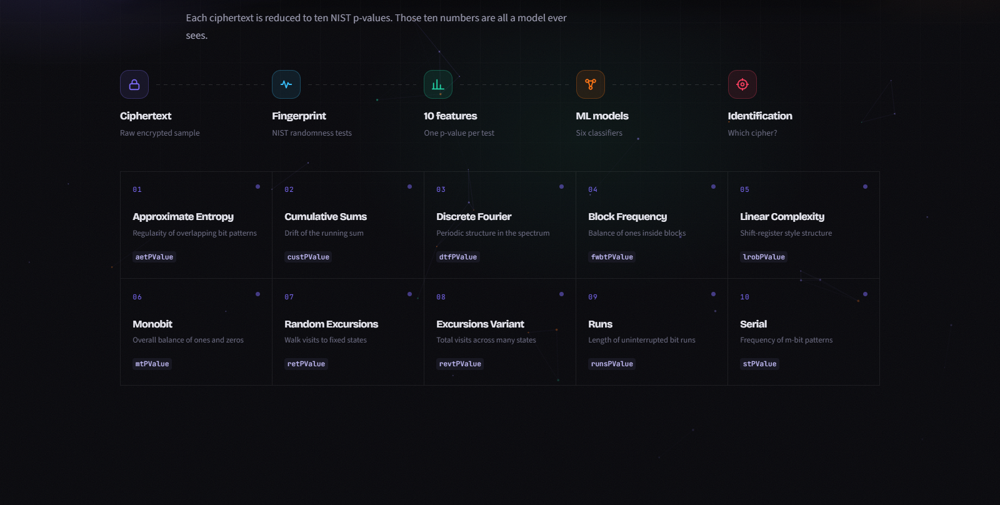 Each ciphertext is reduced to ten NIST p-values. Those ten numbers are all a model ever
sees.
Ciphertext
Raw encrypted sample
Fingerprint
NIST randomness tests
10 features
One p-value per test
ML models
Six classifiers
Identification
Which cipher?
01
Approximate Entropy
Regularity of overlapping bit patterns
aetPValue
02
Cumulative Sums
Drift of the running sum
custPValue
03
Discrete Fourier
Periodic structure in the spectrum
dtfPValue
04
Block Frequency
Balance of ones inside blocks
fwbtPValue
05
Linear Complexity
Shift-register style structure
lrobPValue
06
Monobit
Overall balance of ones and zeros
mtPValue
07
Random Excursions
Walk visits to fixed states
retPValue
08
Excursions Variant
Total visits across many states
revtPValue
09
Runs
Length of uninterrupted bit runs
runsPValue
10
Serial
Frequency of m-bit patterns
stPValue